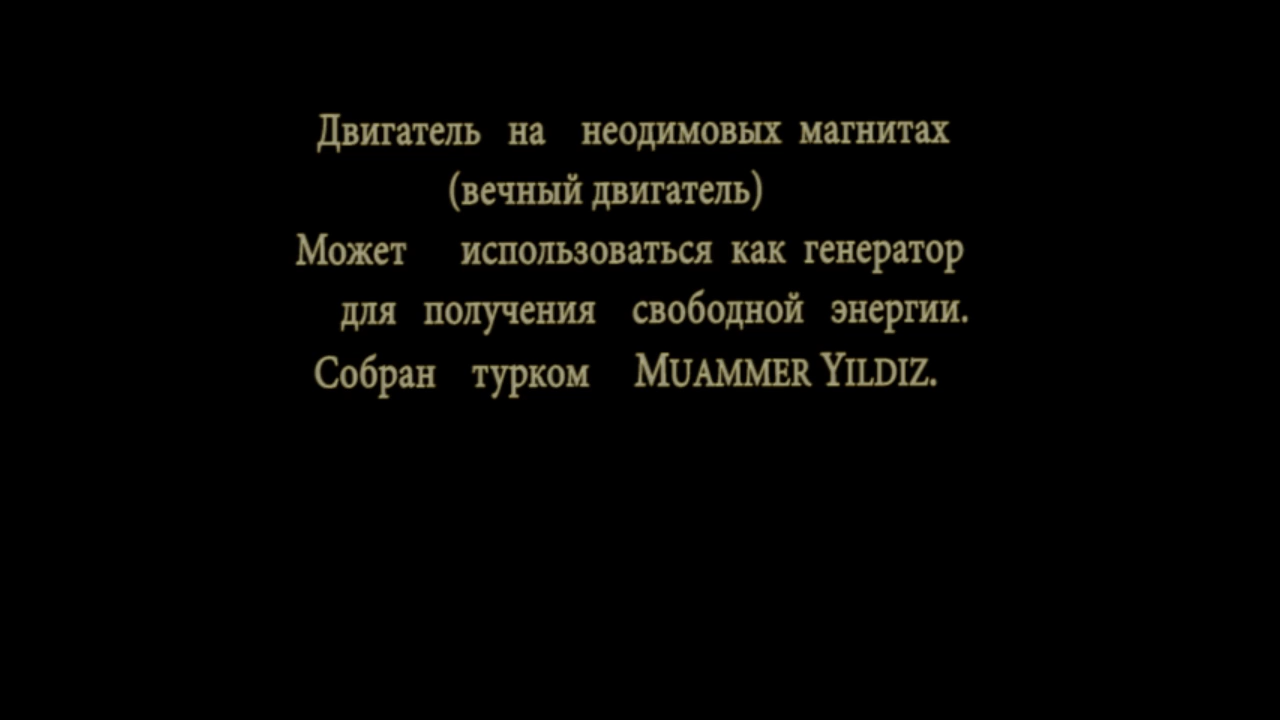 Двигатель на неодимовых магнитах
(вечный двигатель)
Может использоваться как генератор
для получения свободной энергии.
Собран турком MUAMMER YILDIZ.